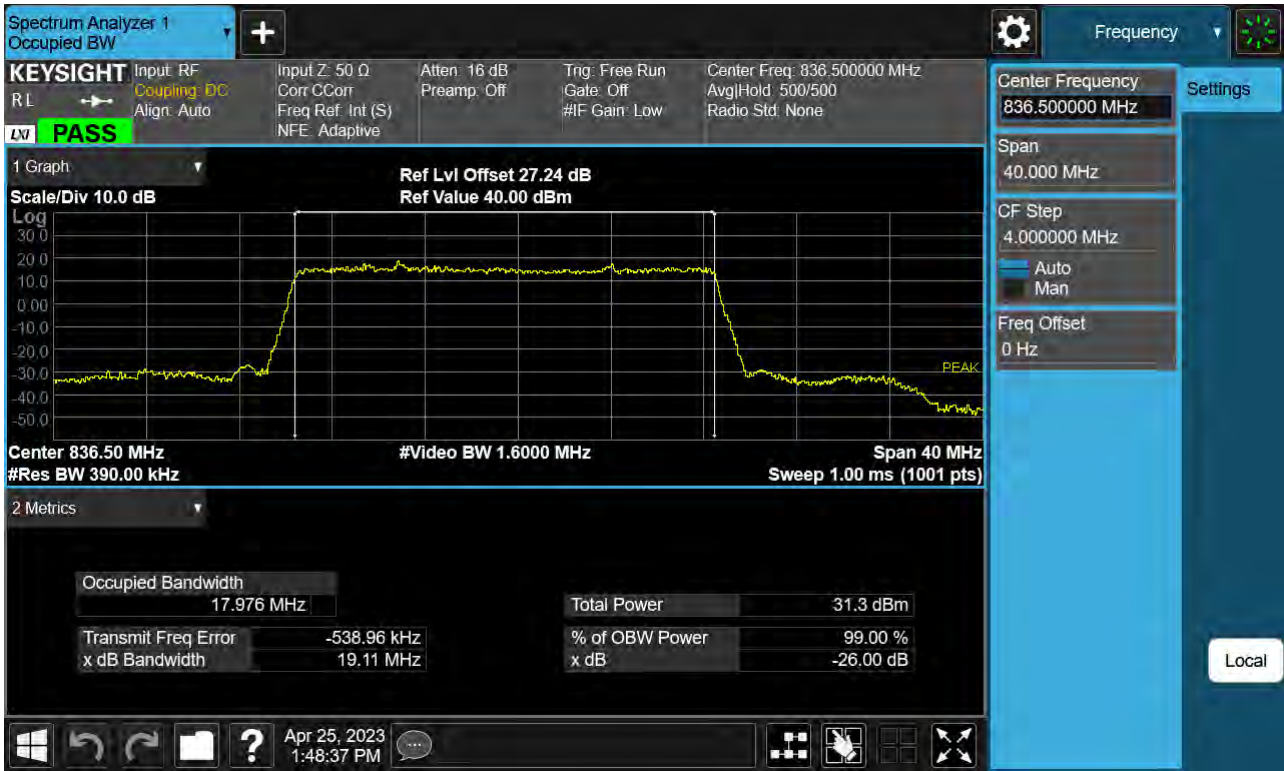 Spectrum Analyzer 1
Occupied BW
+
Frequency
KEYSIGHT
R L
LXI
PASS
Input: RF
Coupling: DC
Align: Auto
Input Z: 50 Ω
Corr CCorr
Freq Ref: Int (S)
NFE: Adaptive
Atten: 16 dB
Preamp: Off
Trig: Free Run
Gate: Off
#IF Gain: Low
Center Freq: 836.500000 MHz
Avg|Hold: 500/500
Radio Std: None
Center Frequency
836.500000 MHz
Settings
Span
40.000 MHz
CF Step
4.000000 MHz
Auto
Man
Freq Offset
0 Hz
1 Graph
Scale/Div 10.0 dB
Ref Lvl Offset 27.24 dB
Ref Value 40.00 dBm
Log
30.0
20.0
10.0
0.00
-10.0
-20.0
-30.0
-40.0
-50.0
PEAK
Center 836.50 MHz
#Video BW 1.6000 MHz
Span 40 MHz
#Res BW 390.00 kHz
Sweep 1.00 ms (1001 pts)
2 Metrics
Occupied Bandwidth
17.976 MHz
Total Power 31.3 dBm
Transmit Freq Error -538.96 kHz
% of OBW Power 99.00 %
x dB Bandwidth 19.11 MHz
x dB -26.00 dB
Local
?
Apr 25, 2023
1:48:37 PM